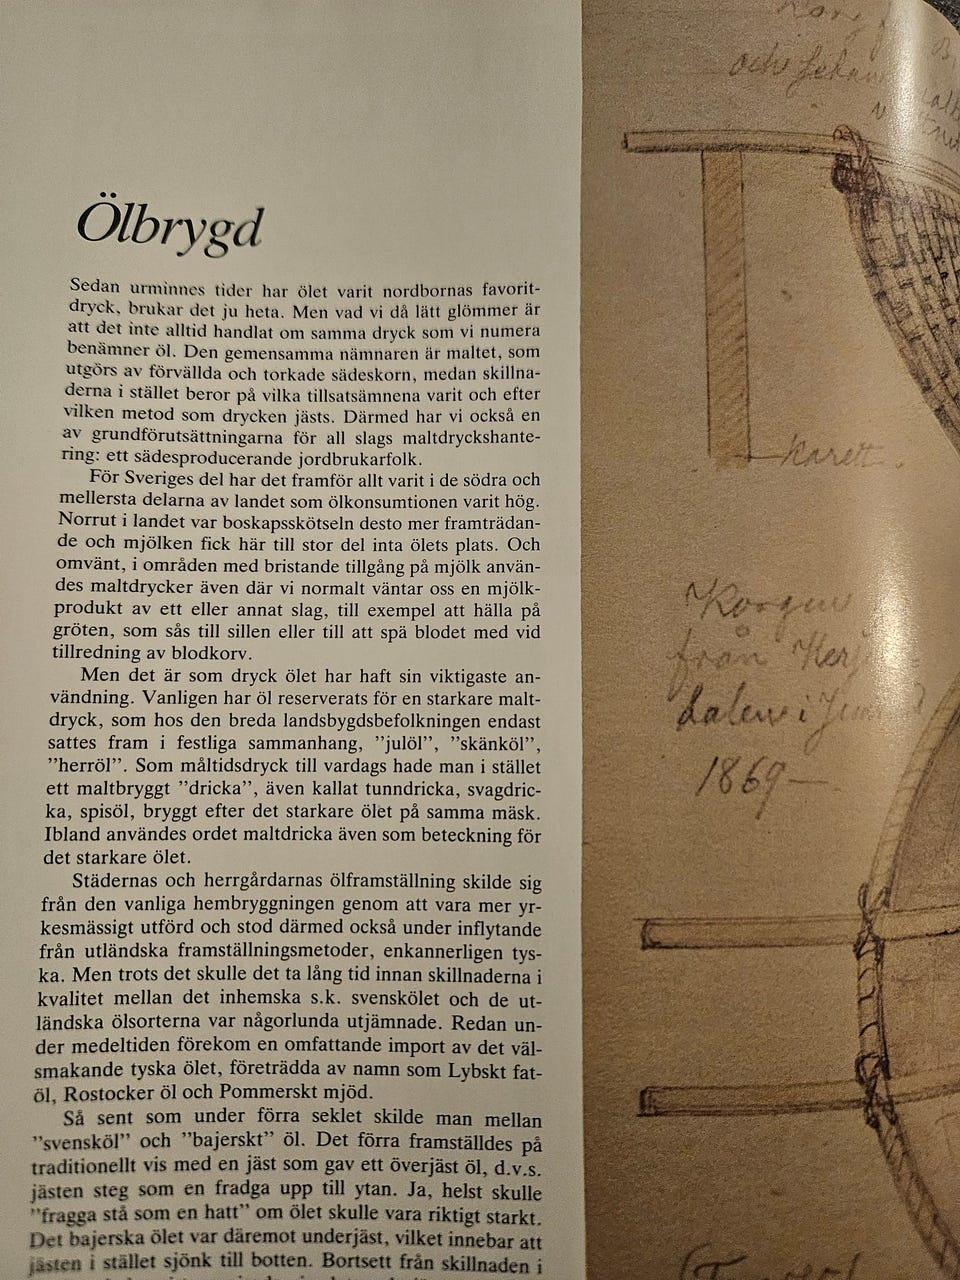 Ölbrygd
Sedan urminnes tider har ölet varit nordbornas favorit-
dryck, brukar det ju heta. Men vad vi då lätt glömmer är
att det inte alltid handlat om samma dryck som vi numera
benämner öl. Den gemensamma nämnaren är maltet, som
utgörs av förvällda och torkade sädeskorn, medan skillna-
derna i stället beror på vilka tillsatsämnena varit och efter
vilken metod som drycken jästs. Därmed har vi också en
av grundförutsättningarna för all slags maltdryckshante-
ring: ett sädesproducerande jordbrukarfolk.
För Sveriges del har det framför allt varit i de södra och
mellersta delarna av landet som ölkonsumtionen varit hög.
Norrut i landet var boskapsskötseln desto mer framträdan-
de och mjölken fick här till stor del inta ölets plats. Och
omvänt, i områden med bristande tillgång på mjölk använ-
des maltdrycker även där vi normalt väntar oss en mjölk-
produkt av ett eller annat slag, till exempel att hälla på
gröten, som sås till sillen eller till att spä blodet med vid
tillredning av blodkorv.
Men det är som dryck ölet har haft sin viktigaste an-
vändning. Vanligen har öl reserverats för en starkare malt-
dryck, som hos den breda landsbygdsbefolkningen endast
sattes fram i festliga sammanhang, ”julöl”, ”skänköl”,
”herröl”. Som måltidsdryck till vardags hade man i stället
ett maltbryggt ”dricka”, även kallat tunndricka, svagdric-
ka, spisöl, bryggt efter det starkare ölet på samma mäsk.
Ibland användes ordet maltdricka även som beteckning för
det starkare ölet.
Städernas och herrgårdarnas ölframställning skilde sig
från den vanliga hembryggningen genom att vara mer yr-
kesmässigt utförd och stod därmed också under inflytande
från utländska framställningsmetoder, enkannerligen tys-
ka. Men trots det skulle det ta lång tid innan skillnaderna i
kvalitet mellan det inhemska s.k. svenskölet och de ut-
ländska ölsorterna var någorlunda utjämnade. Redan un-
der medeltiden förekom en omfattande import av det väl-
smakande tyska ölet, företrädda av namn som Lybskt fat-
öl, Rostocker öl och Pommerskt mjöd.
Så sent som under förra seklet skilde man mellan
”svensköl” och ”bajerskt” öl. Det förra framställdes på
traditionellt vis med en jäst som gav ett överjäst öl, d.v.s.
jästen steg som en fradga upp till ytan. Ja, helst skulle
”fragga stå som en hatt” om ölet skulle vara riktigt starkt.
Det bajerska ölet var däremot underjäst, vilket innebar att
jästen i stället sjönk till botten. Bortsett från skillnaden i
och
Korgen
från
dalen i
1869—